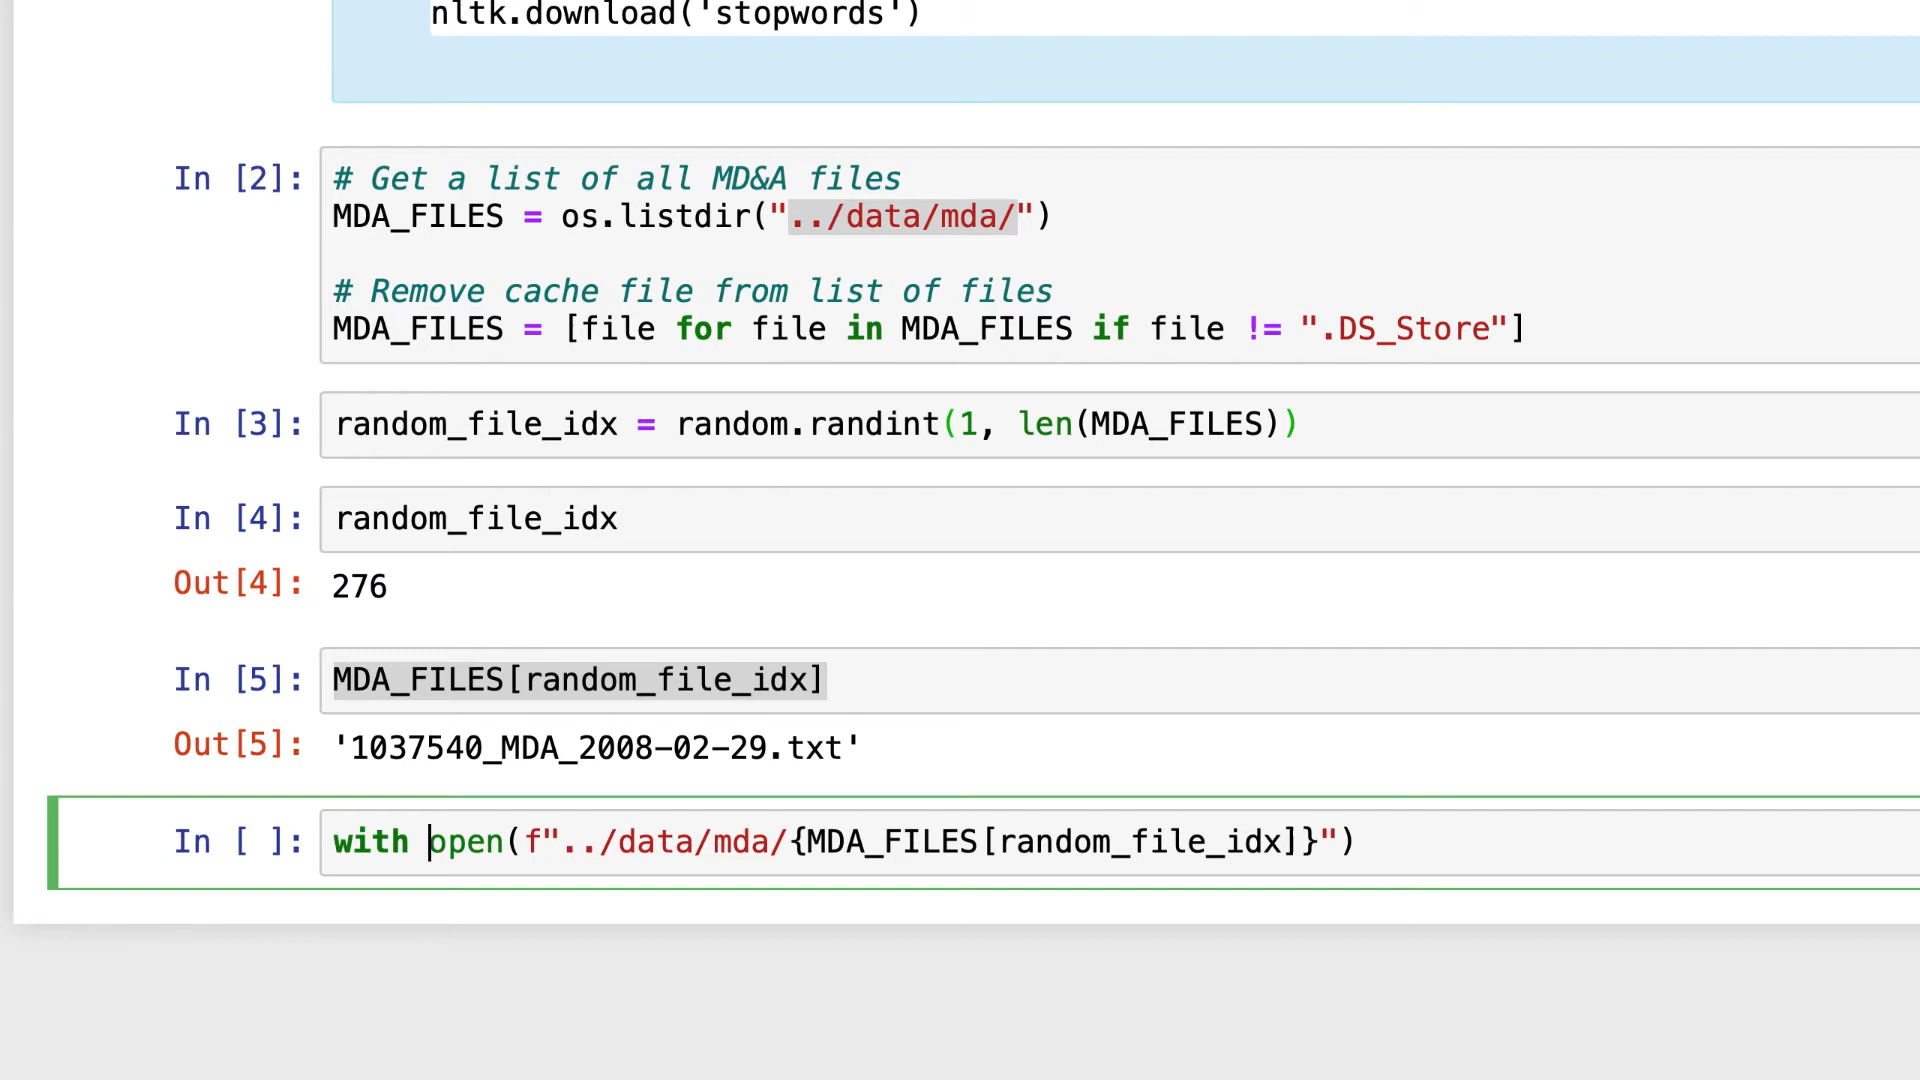 nltk.download('stopwords')
In [2]: # Get a list of all MD&A files
MDA_FILES = os.listdir("../data/mda/")
# Remove cache file from list of files
MDA_FILES = [file for file in MDA_FILES if file != ".DS_Store"]
In [3]: random_file_idx = random.randint(1, len(MDA_FILES))
In [4]: random_file_idx
Out[4]: 276
In [5]: MDA_FILES[random_file_idx]
Out[5]: '1037540_MDA_2008-02-29.txt'
In [ ]: with open(f"../data/mda/{MDA_FILES[random_file_idx]}")